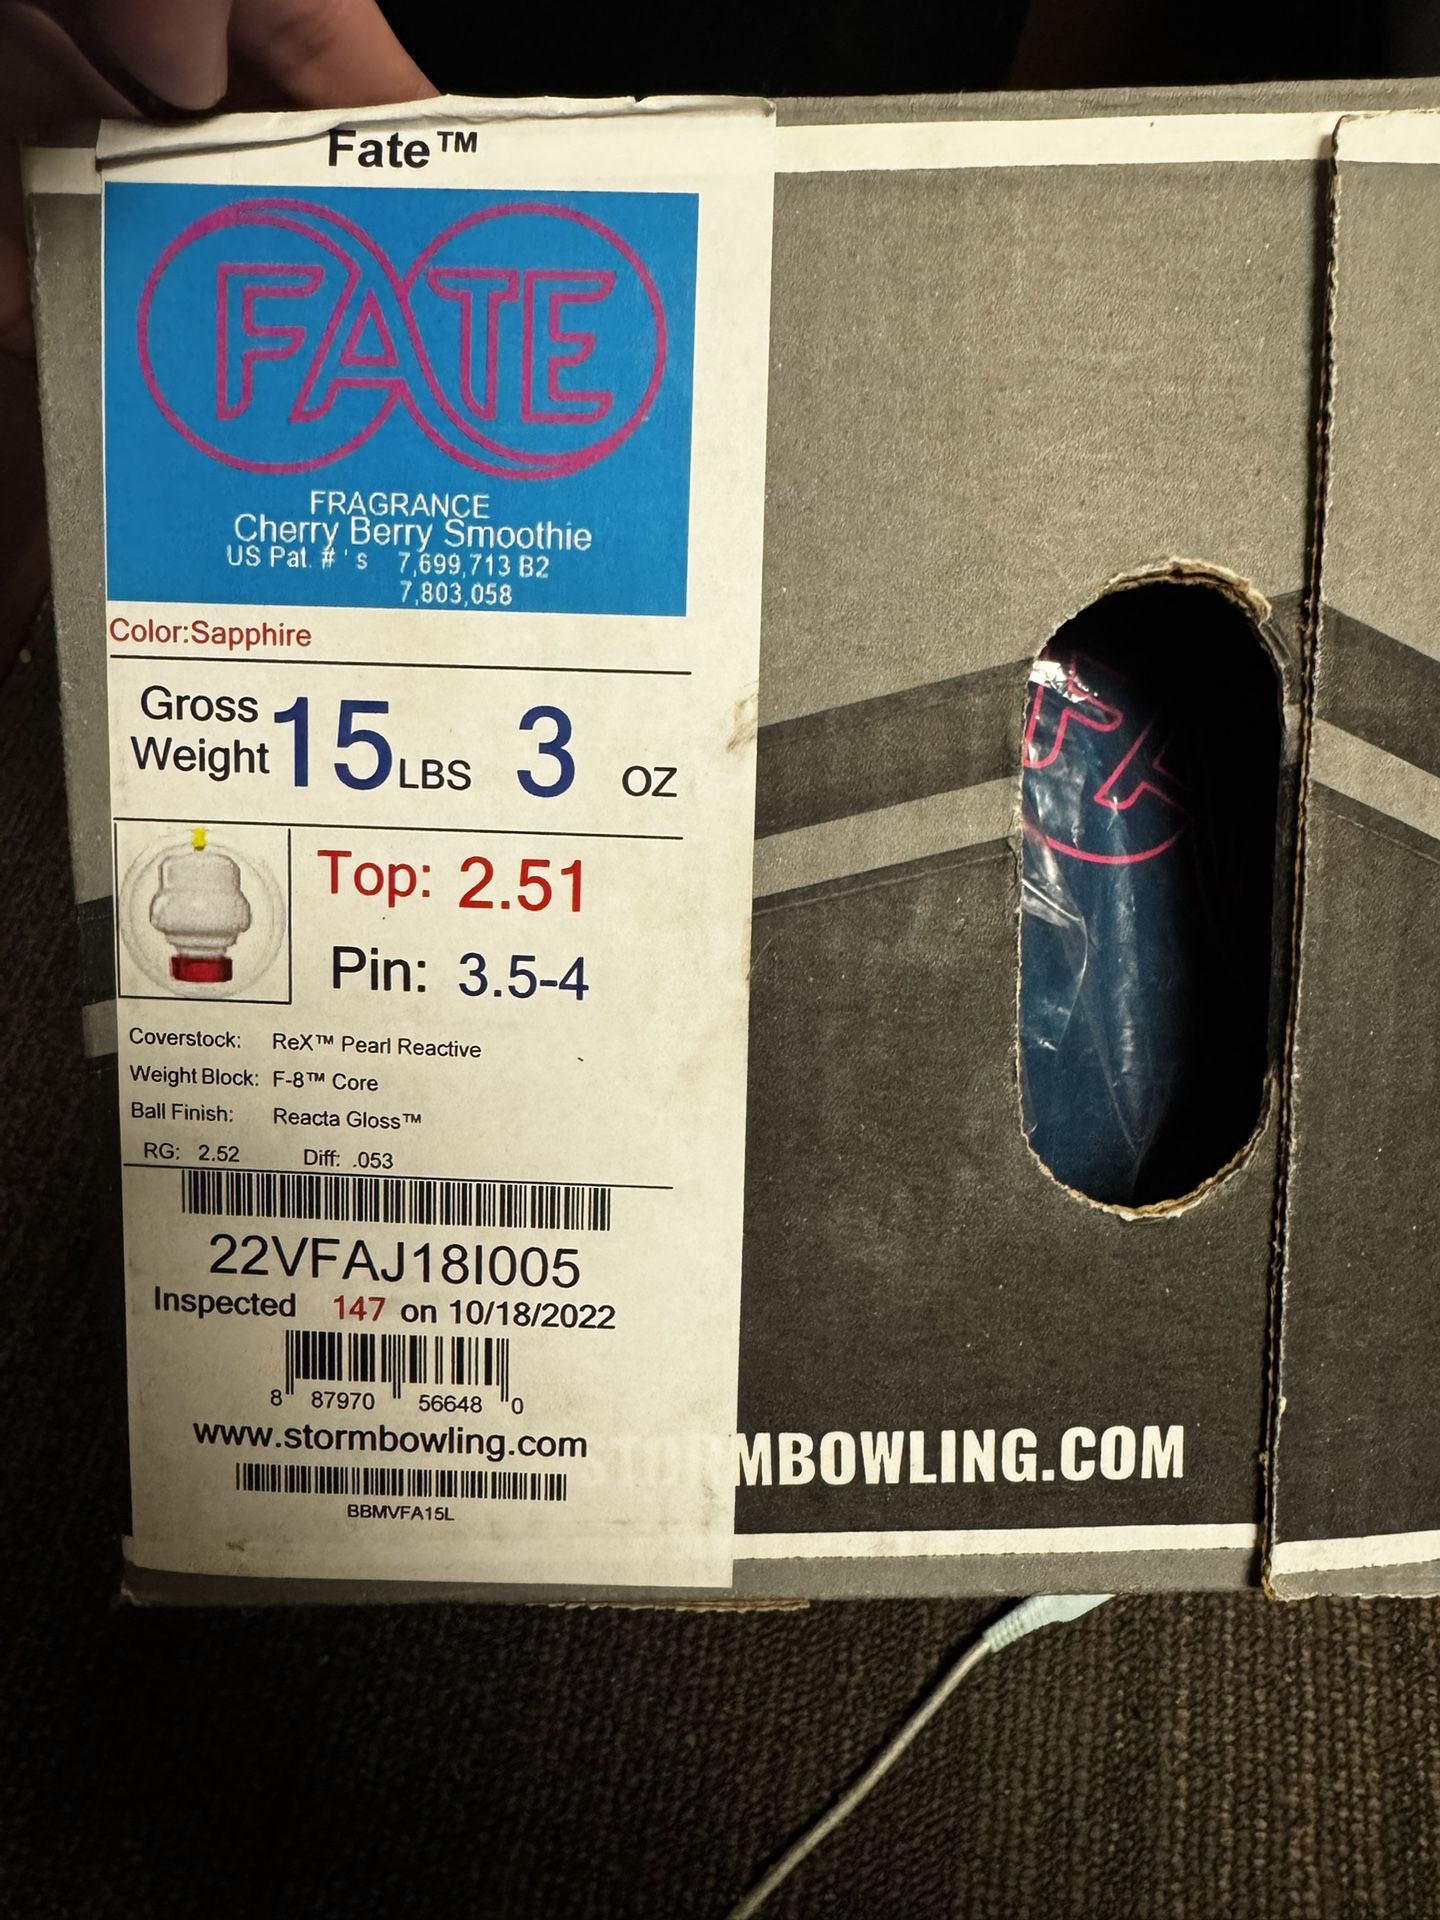 Fate™
FATE
FRAGRANCE
Cherry Berry Smoothie
US Pat. # ' s 7,699,713 B2
7,803,058
Color:Sapphire
Gross Weight 15 LBS 3 oz
Top: 2.51
Pin: 3.5-4
Coverstock: ReX™ Pearl Reactive
Weight Block: F-8™ Core
Ball Finish: Reacta Gloss™
RG: 2.52 Diff: .053
22VFAJ18I005
Inspected 147 on 10/18/2022
8 87970 56648 0
www.stormbowling.com
BBMVFA15L
FA
STORMBOWLING.COM